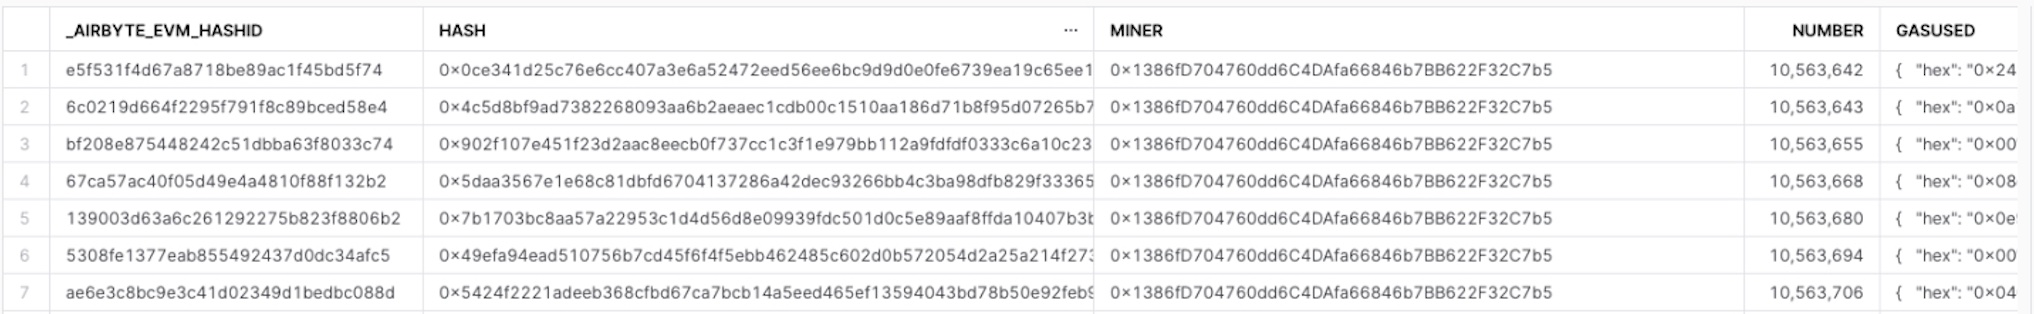 _AIRBYTE_EVM_HASHID HASH ... MINER NUMBER GASUSED
1 e5f531f4d67a8718be89ac1f45bd5f74 0×0ce341d25c76e6cc407a3e6a52472eed56ee6bc9d9d0e0fe6739ea19c65ee1 0×1386fD704760dd6C4DAfa66846b7BB622F32C7b5 10,563,642 { "hex": "0×24
2 6c0219d664f2295f791f8c89bced58e4 0×4c5d8bf9ad7382268093aa6b2aeaec1cdb00c1510aa186d71b8f95d07265b7 0×1386fD704760dd6C4DAfa66846b7BB622F32C7b5 10,563,643 { "hex": "0×0a
3 bf208e875448242c51dbba63f8033c74 0×902f107e451f23d2aac8eecb0f737cc1c3f1e979bb112a9fdfdf0333c6a10c23 0×1386fD704760dd6C4DAfa66846b7BB622F32C7b5 10,563,655 { "hex": "0×00
4 67ca57ac40f05d49e4a4810f88f132b2 0×5daa3567e1e68c81dbfd6704137286a42dec93266bb4c3ba98dfb829f33365 0×1386fD704760dd6C4DAfa66846b7BB622F32C7b5 10,563,668 { "hex": "0×08
5 139003d63a6c261292275b823f8806b2 0×7b1703bc8aa57a22953c1d4d56d8e09939fdc501d0c5e89aaf8ffda10407b3b 0×1386fD704760dd6C4DAfa66846b7BB622F32C7b5 10,563,680 { "hex": "0×0e
6 5308fe1377eab855492437d0dc34afc5 0×49efa94ead510756b7cd45f6f4f5ebb462485c602d0b572054d2a25a214f273 0×1386fD704760dd6C4DAfa66846b7BB622F32C7b5 10,563,694 { "hex": "0×00
7 ae6e3c8bc9e3c41d02349d1bedbc088d 0×5424f2221adeeb368cfbd67ca7bcb14a5eed465ef13594043bd78b50e92feb9 0×1386fD704760dd6C4DAfa66846b7BB622F32C7b5 10,563,706 { "hex": "0×04